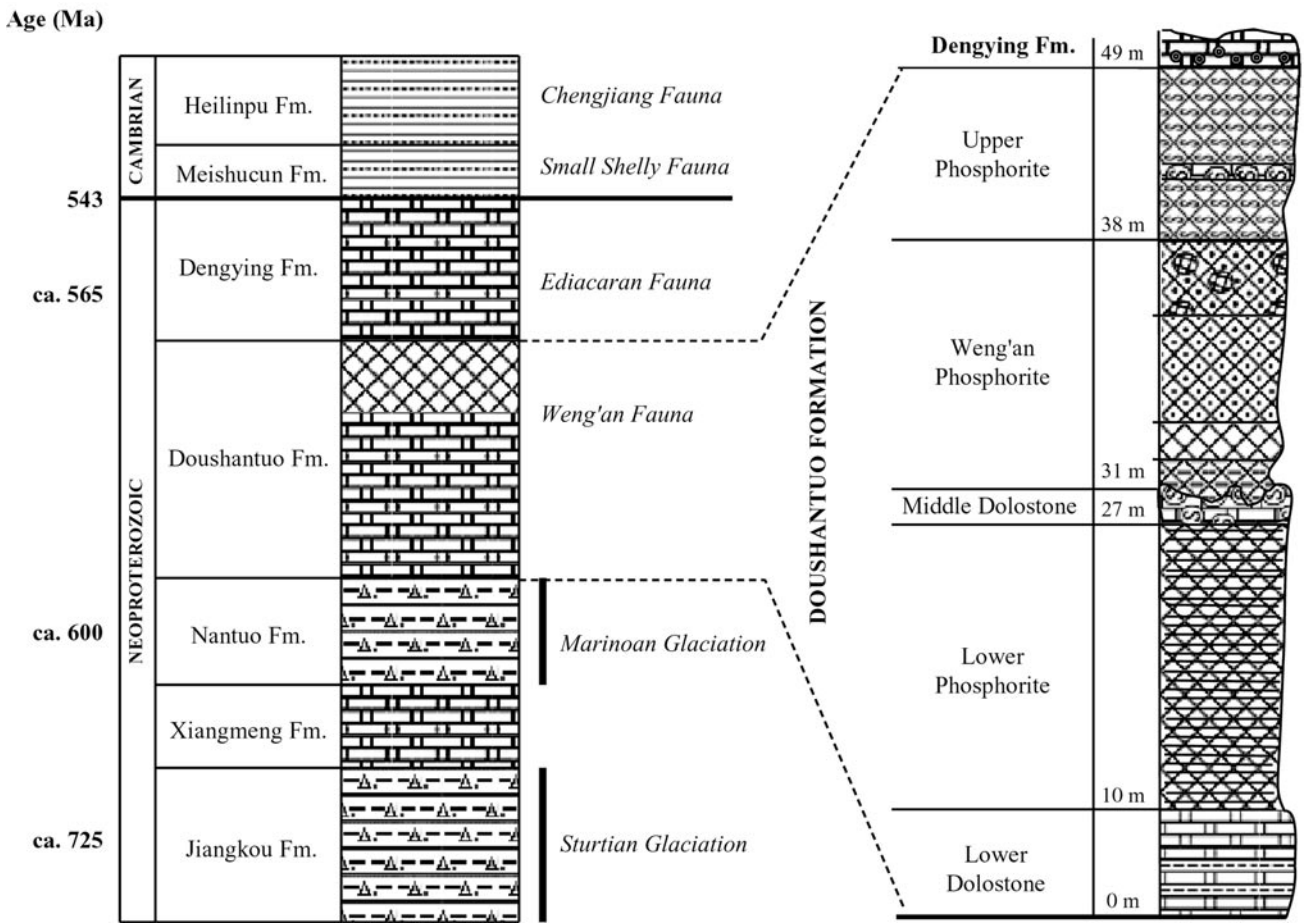 Age (Ma)
CAMBRIAN
Heilinpu Fm.
Chengjiang Fauna
Meishucun Fm.
Small Shelly Fauna
543
NEOPROTEROZOIC
Dengying Fm.
ca. 565
Ediacaran Fauna
Doushantuo Fm.
Weng'an Fauna
Nantuo Fm.
ca. 600
Marinoan Glaciation
Xiangmeng Fm.
Jiangkou Fm.
ca. 725
Sturtian Glaciation
DOUSHANTUO FORMATION
Dengying Fm.
49 m
Upper
Phosphorite
38 m
Weng'an
Phosphorite
31 m
Middle Dolostone
27 m
Lower
Phosphorite
10 m
Lower
Dolostone
0 m